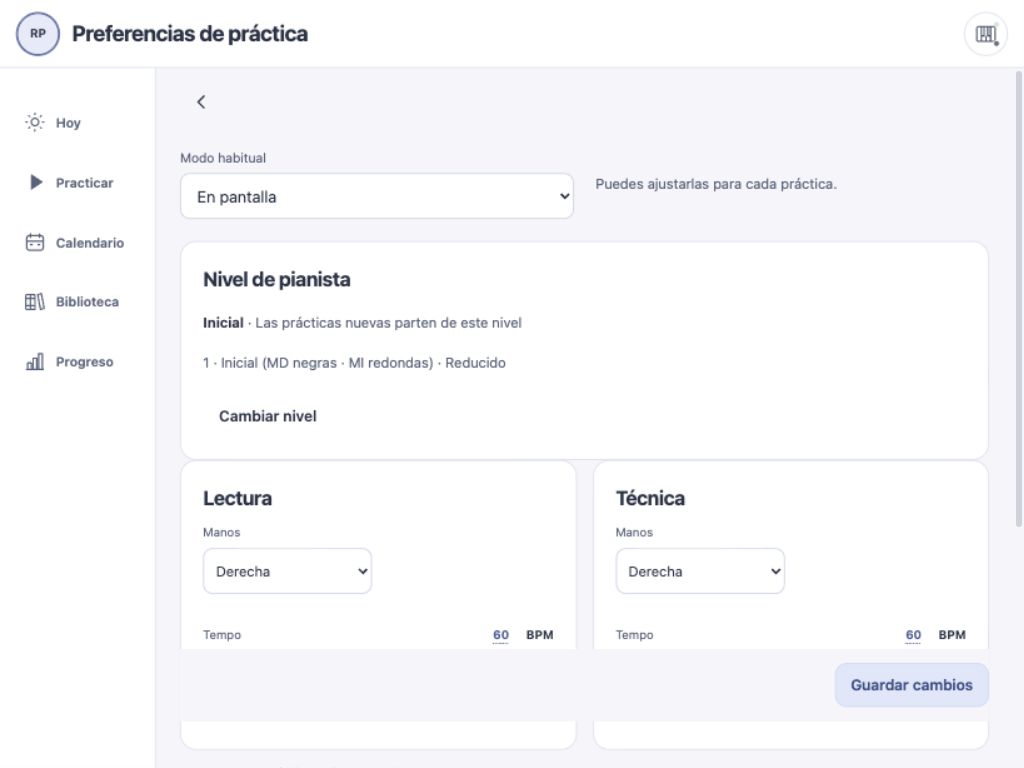 RP
Preferencias de práctica
Hoy
Practicar
Calendario
Biblioteca
Progreso
Modo habitual
En pantalla
Puedes ajustarlas para cada práctica.
Nivel de pianista
Inicial · Las prácticas nuevas parten de este nivel
1 · Inicial (MD negras · MI redondas) · Reducido
Cambiar nivel
Lectura
Manos
Derecha
Tempo 60 BPM
Técnica
Manos
Derecha
Tempo 60 BPM
Guardar cambios